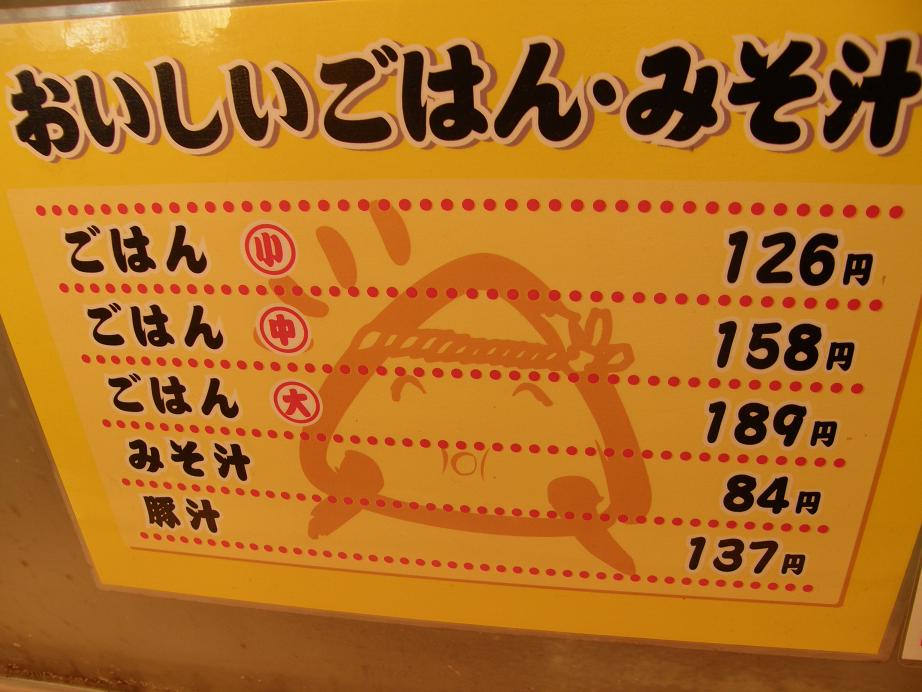 おいしいごはん・みそ汁
ごはん 小 126円
ごはん 中 158円
ごはん 大 189円
みそ汁 84円
豚汁 137円